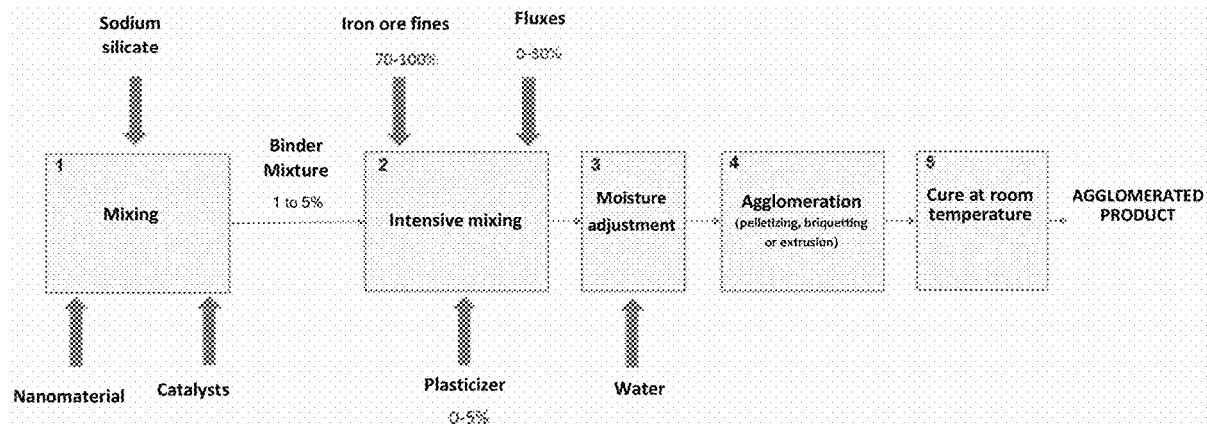 Sodium
silicate
Iron ore fines
70-100%
Fluxes
0-30%
1
Mixing
Binder
Mixture
1 to 5%
2
Intensive mixing
3
Moisture
adjustment
4
Agglomeration
(pelletizing, briquetting
or extrusion)
5
Cure at room
temperature
AGGLOMERATED
PRODUCT
Nanomaterial
Catalysts
Plasticizer
0-5%
Water